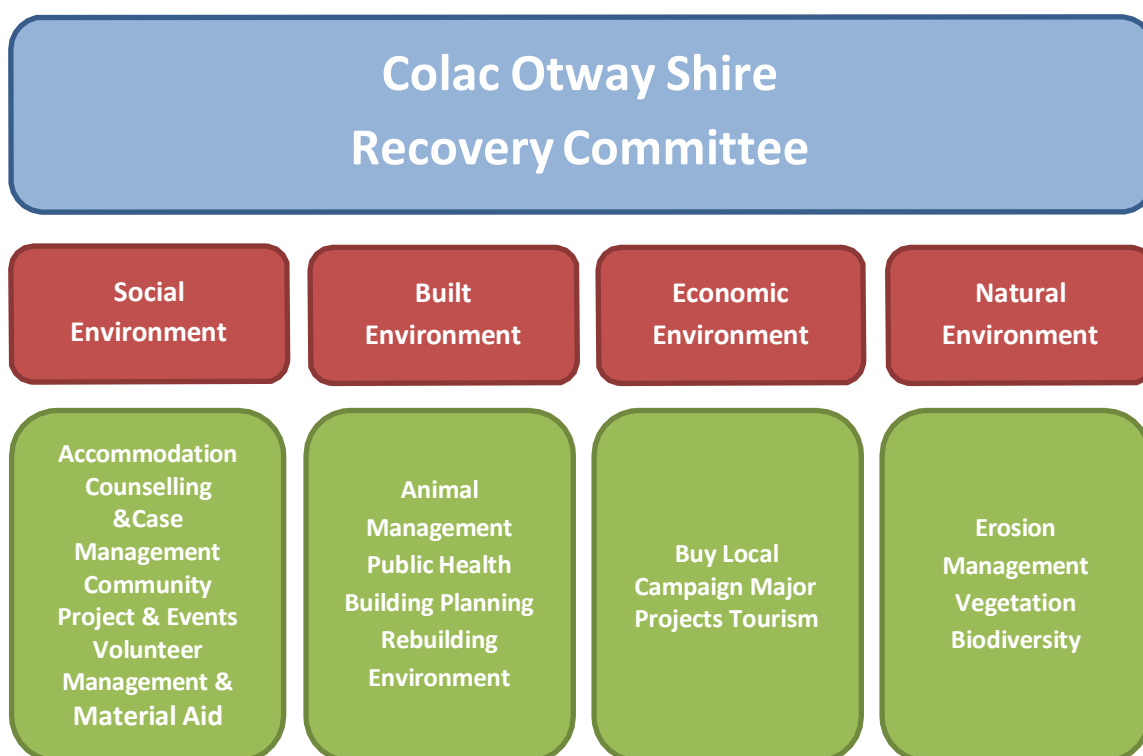 Colac Otway Shire
Recovery Committee
Social
Environment
Built
Environment
Economic
Environment
Natural
Environment
Accommodation
Counselling
&Case
Management
Community
Project & Events
Volunteer
Management &
Material Aid
Animal
Management
Public Health
Building Planning
Rebuilding
Environment
Buy Local
Campaign Major
Projects Tourism
Erosion
Management
Vegetation
Biodiversity